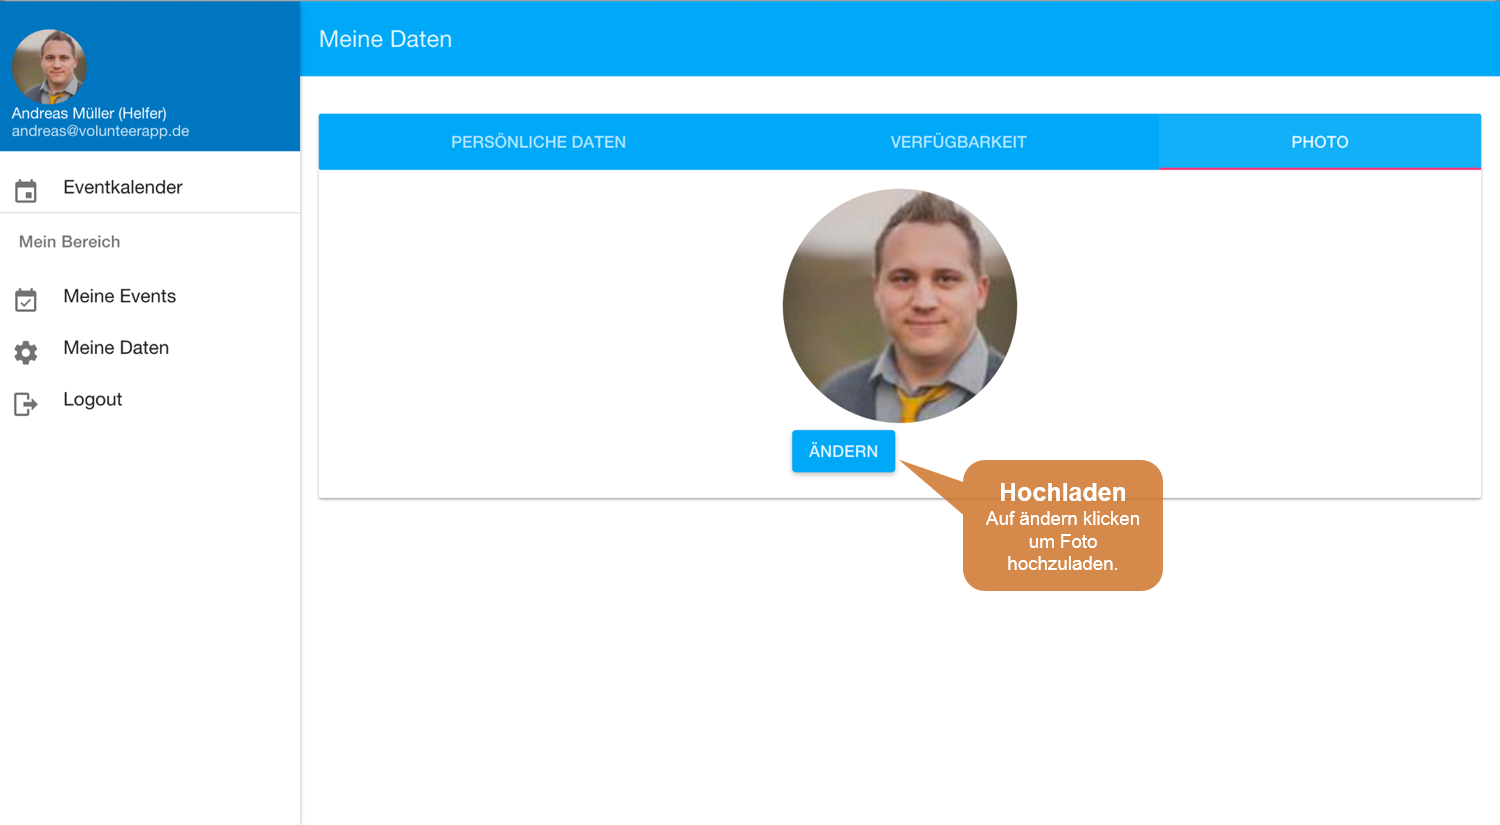 Andreas Müller (Helfer)
andreas@volunteerapp.de
Eventkalender
Mein Bereich
Meine Events
Meine Daten
Logout
Meine Daten
PERSÖNLICHE DATEN
VERFÜGBARKEIT
PHOTO
ÄNDERN
Hochladen
Auf ändern klicken
um Foto
hochzuladen.